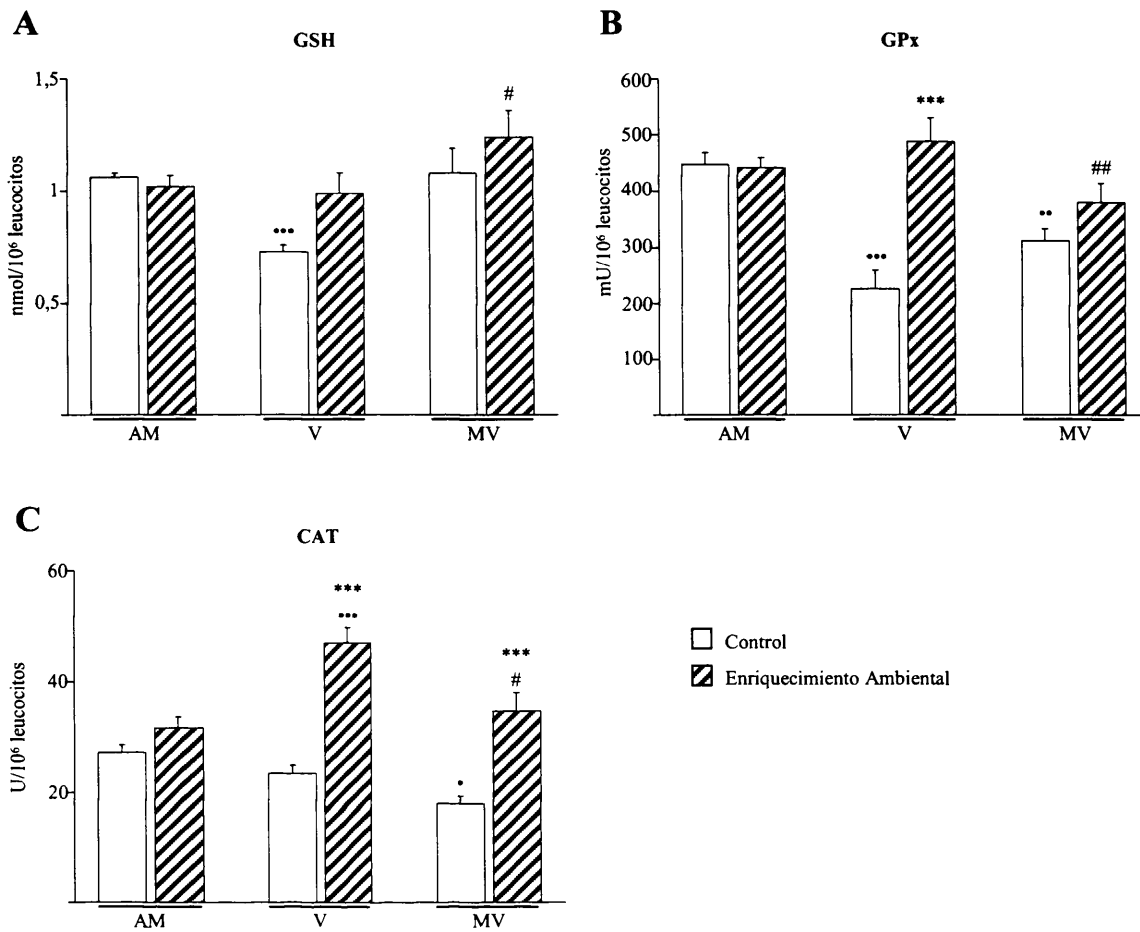 A
GSH
nmol/10⁶ leucocitos
1,5
1
0,5
•••
#
AM
V
MV
B
GPx
mU/10⁶ leucocitos
600
500
400
300
200
100
•••
***
••
##
AM
V
MV
C
CAT
U/10⁶ leucocitos
60
40
20
***
•••
•
***
#
AM
V
MV
Control
Enriquecimiento Ambiental